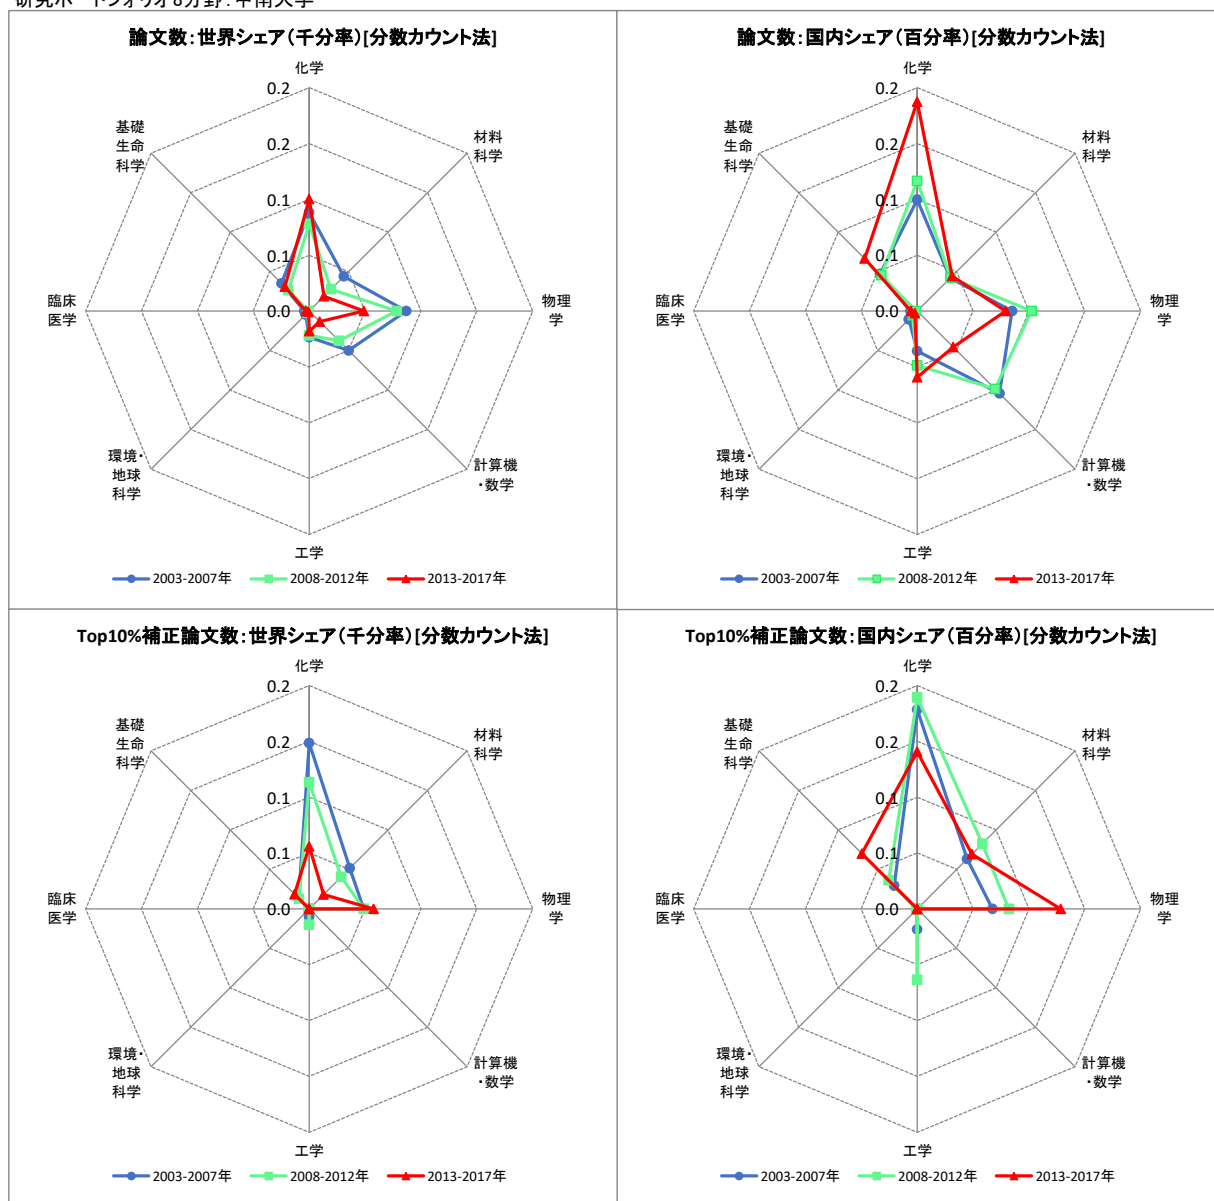 研究ポートフォリオ8分野:甲南大学
論文数:世界シェア(千分率)[分数カウント法]
化学
0.2
0.2
0.1
0.1
0.0
材料
科学
物理
学
計算機
・数学
工学
環境・
地球
科学
臨床
医学
基礎
生命
科学
2003-2007年 2008-2012年 2013-2017年
論文数:国内シェア(百分率)[分数カウント法]
化学
0.2
0.2
0.1
0.1
0.0
材料
科学
物理
学
計算機
・数学
工学
環境・
地球
科学
臨床
医学
基礎
生命
科学
2003-2007年 2008-2012年 2013-2017年
Top10%補正論文数:世界シェア(千分率)[分数カウント法]
化学
0.2
0.2
0.1
0.1
0.0
材料
科学
物理
学
計算機
・数学
工学
環境・
地球
科学
臨床
医学
基礎
生命
科学
2003-2007年 2008-2012年 2013-2017年
Top10%補正論文数:国内シェア(百分率)[分数カウント法]
化学
0.2
0.2
0.1
0.1
0.0
材料
科学
物理
学
計算機
・数学
工学
環境・
地球
科学
臨床
医学
基礎
生命
科学
2003-2007年 2008-2012年 2013-2017年